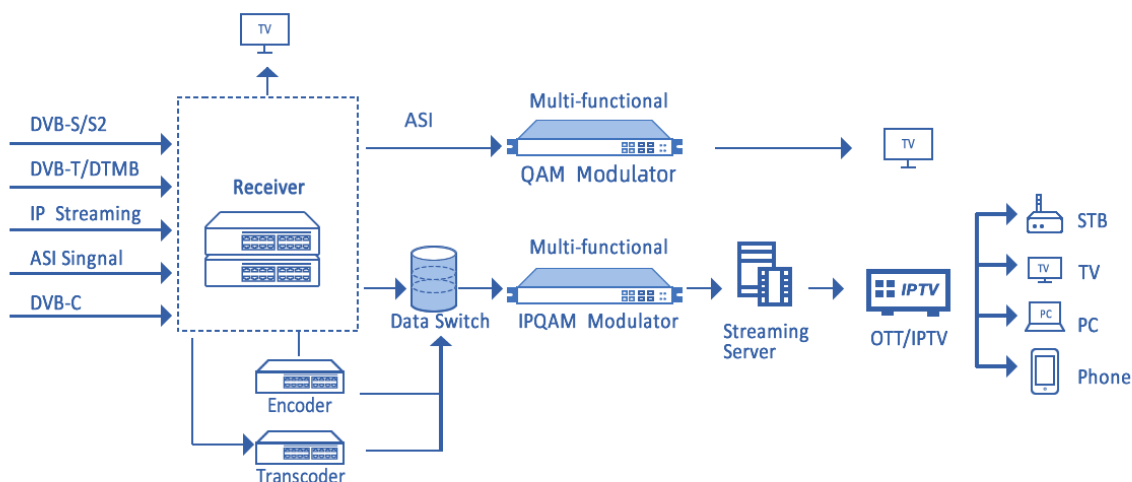 TV
DVB-S/S2
DVB-T/DTMB
IP Streaming
ASI Singnal
DVB-C
Receiver
ASI
Multi-functional
QAM Modulator
TV
Data Switch
Multi-functional
IPQAM Modulator
Streaming
Server
IPTV
OTT/IPTV
STB
TV
TV
PC
PC
Phone
Encoder
Transcoder